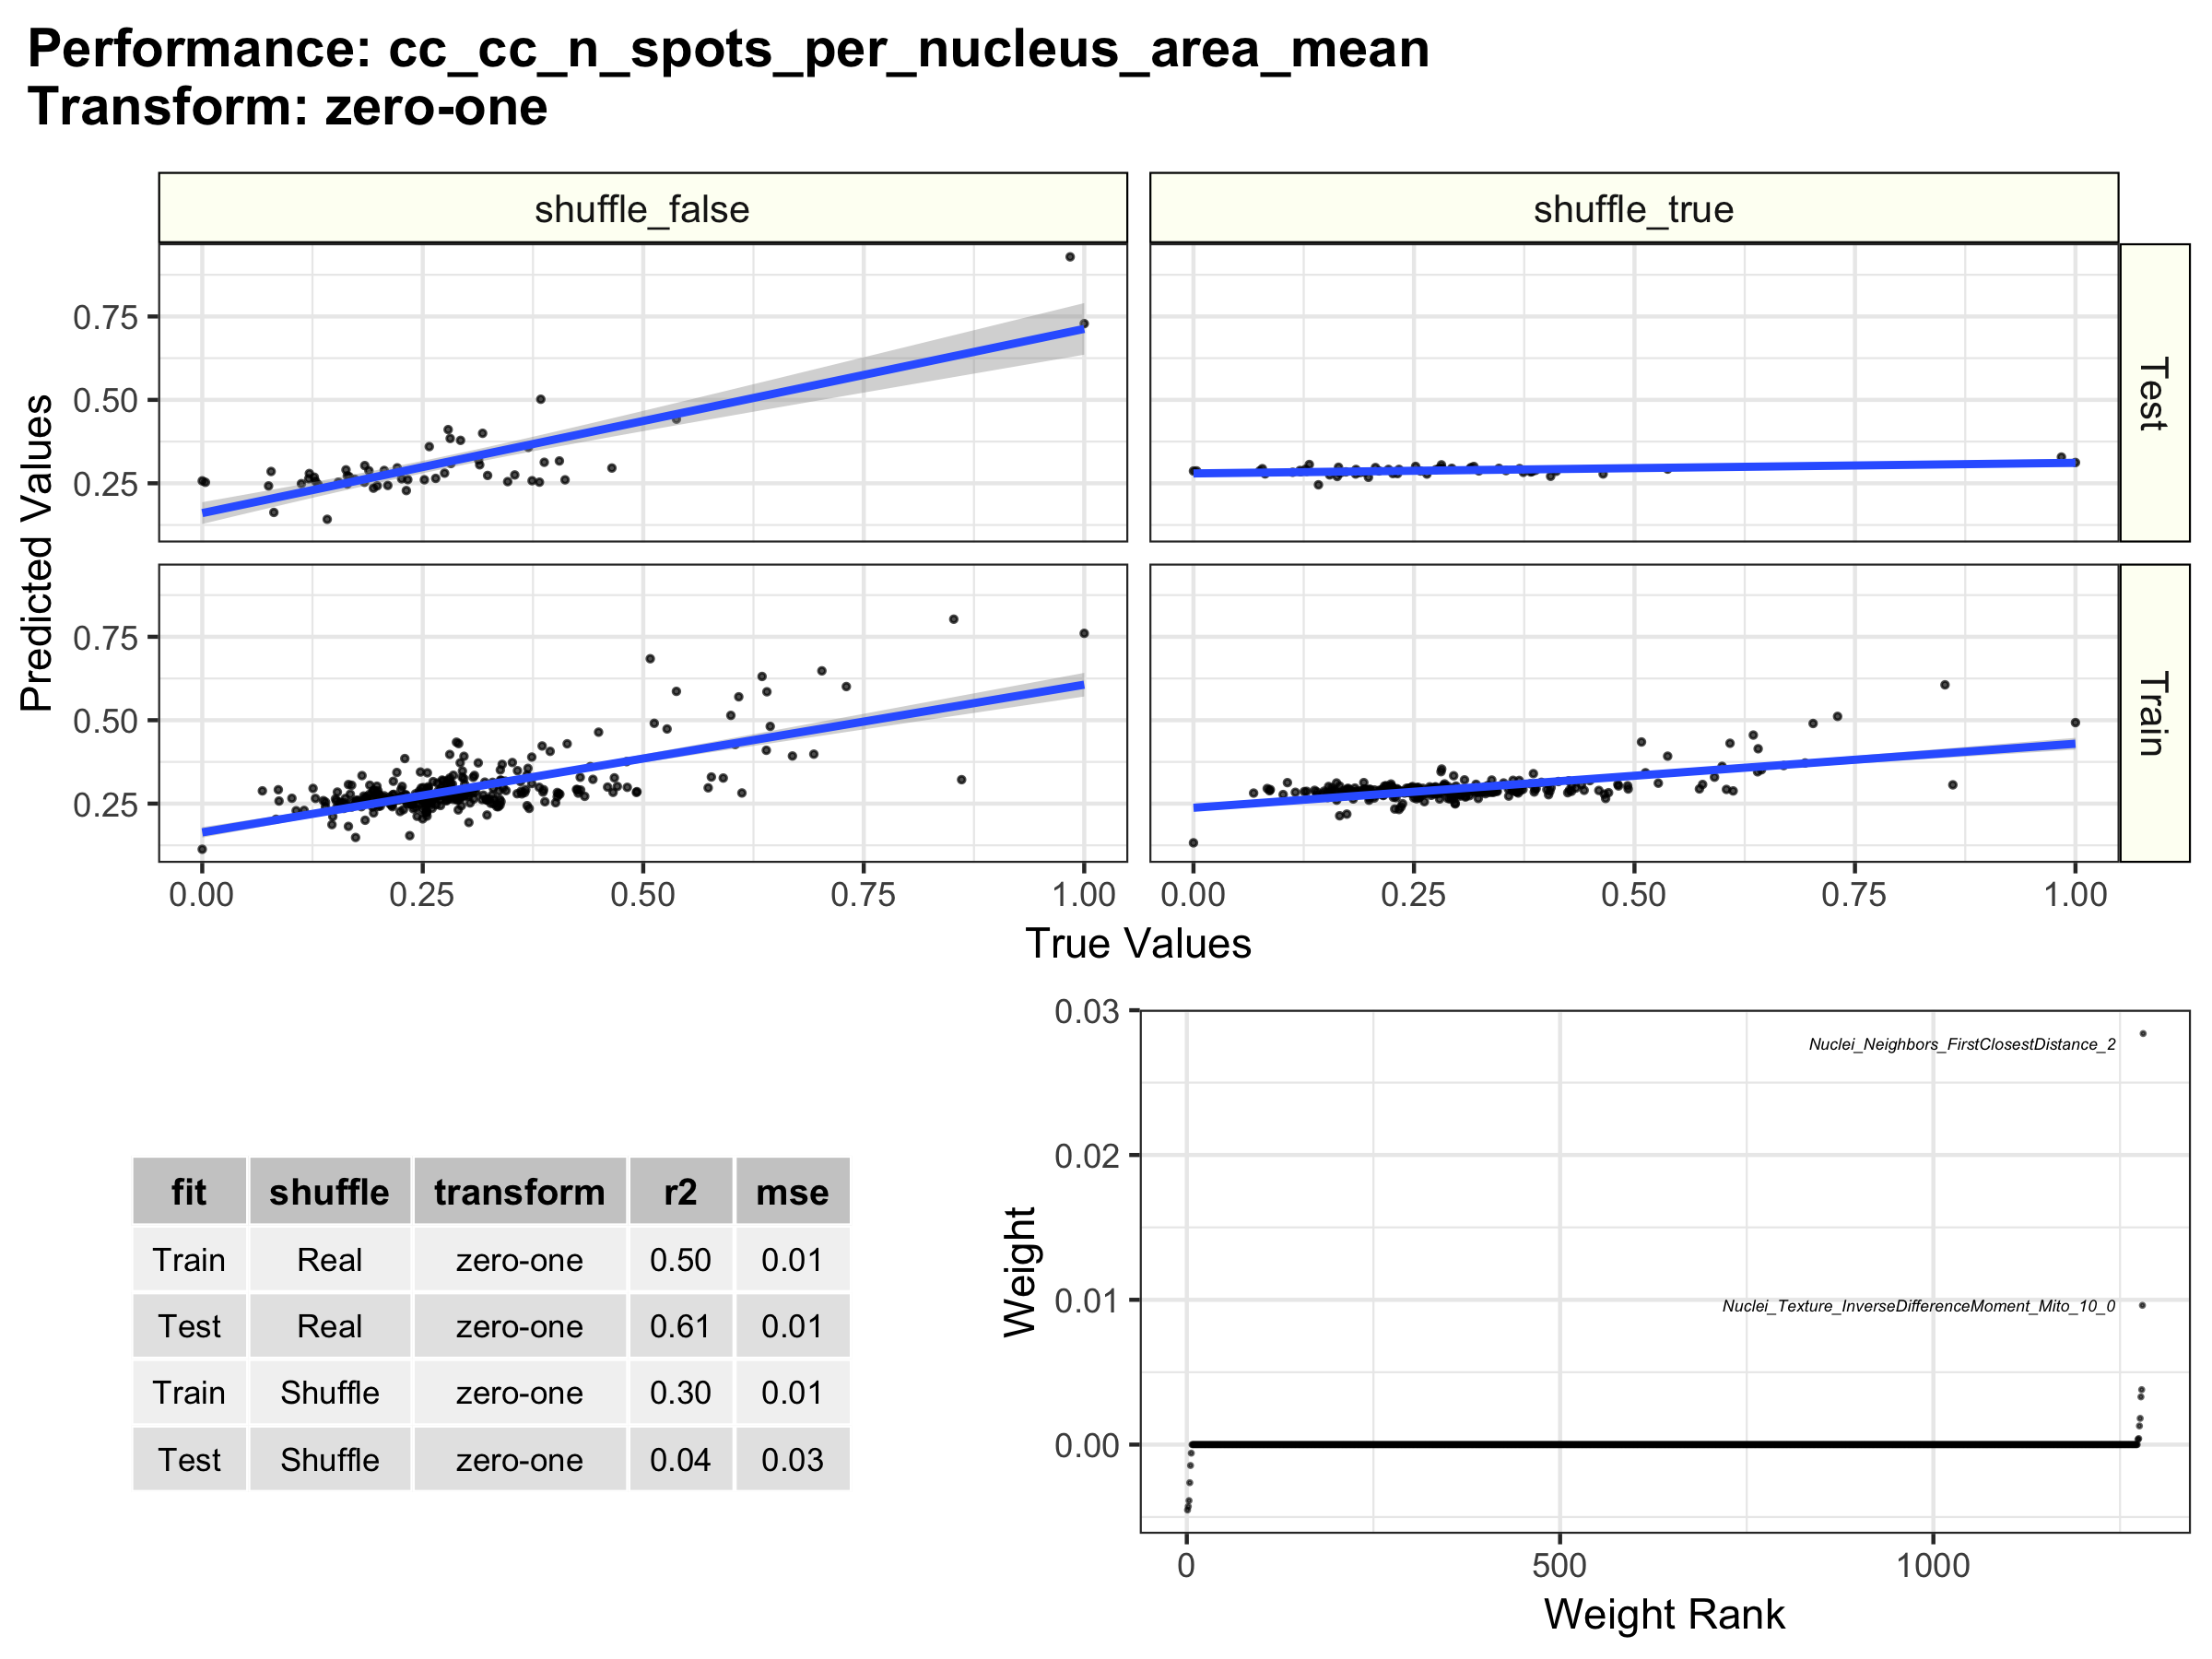 Performance: cc_cc_n_spots_per_nucleus_area_mean
Transform: zero-one
shuffle_false
shuffle_true
Predicted Values
0.75
0.50
0.25
Test
0.75
0.50
0.25
Train
0.00 0.25 0.50 0.75 1.00 0.00 0.25 0.50 0.75 1.00
True Values
fit shuffle transform r2 mse
Train Real zero-one 0.50 0.01
Test Real zero-one 0.61 0.01
Train Shuffle zero-one 0.30 0.01
Test Shuffle zero-one 0.04 0.03
Weight
0.03
0.02
0.01
0.00
Nuclei_Neighbors_FirstClosestDistance_2
Nuclei_Texture_InverseDifferenceMoment_Mito_10_0
0 500 1000
Weight Rank